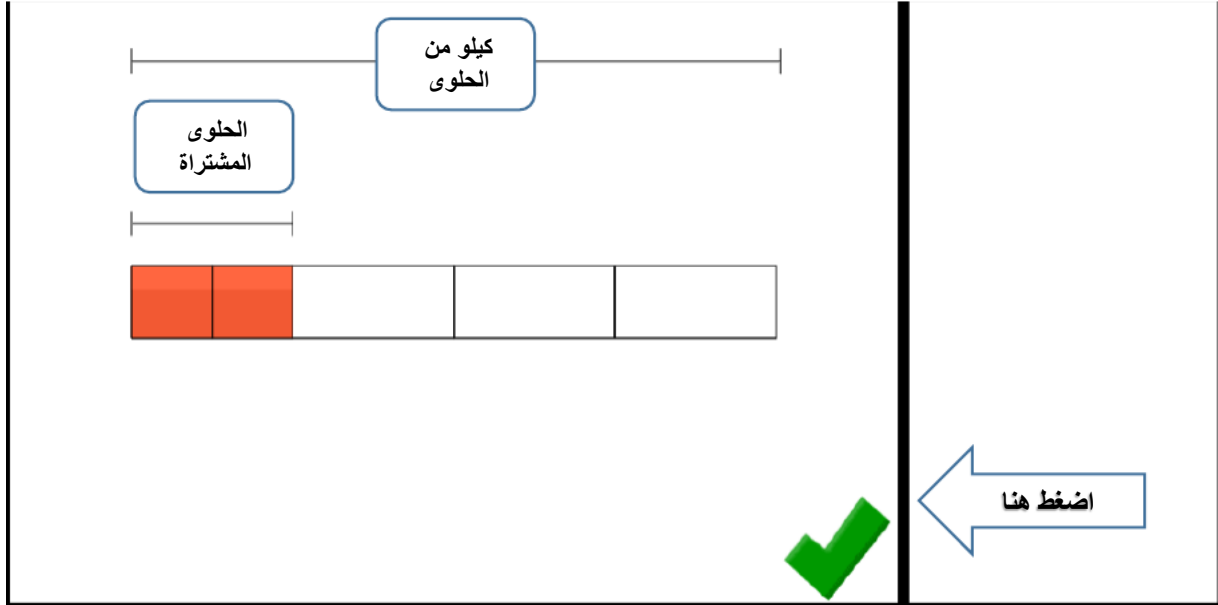 كيلو من
الحلوى
الحلوى
المشتراة
اضغط هنا